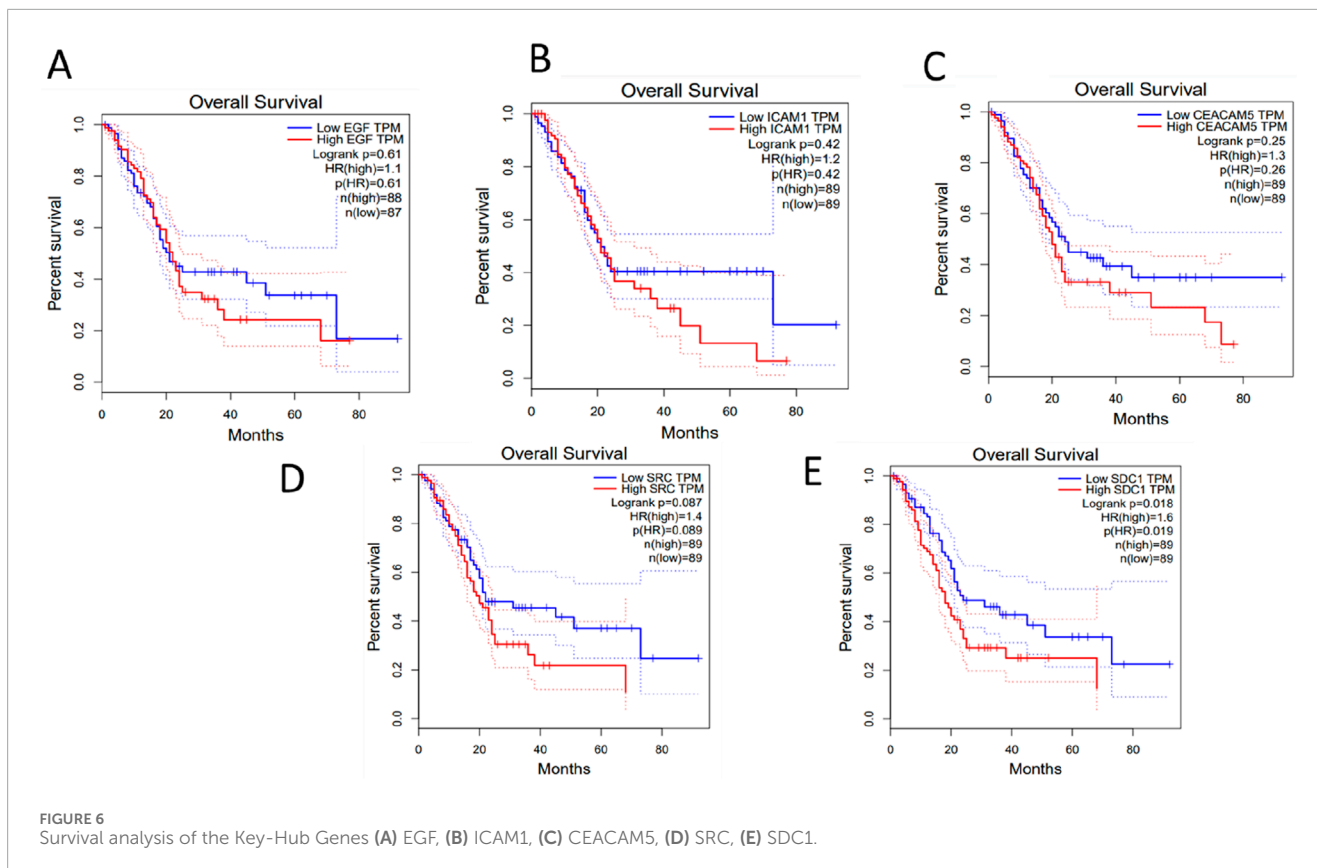 A
Overall Survival
Low EGF TPM
High EGF TPM
Logrank p=0.61
HR(high)=1.1
p(HR)=0.61
n(high)=88
n(low)=87
Percent survival
0.0
0.2
0.4
0.6
0.8
1.0
0 20 40 60 80
Months
B
Overall Survival
Low ICAM1 TPM
High ICAM1 TPM
Logrank p=0.42
HR(high)=1.2
p(HR)=0.42
n(high)=89
n(low)=89
Percent survival
0.0
0.2
0.4
0.6
0.8
1.0
0 20 40 60 80
Months
C
Overall Survival
Low CEACAM5 TPM
High CEACAM5 TPM
Logrank p=0.25
HR(high)=1.3
p(HR)=0.26
n(high)=89
n(low)=89
Percent survival
0.0
0.2
0.4
0.6
0.8
1.0
0 20 40 60 80
Months
D
Overall Survival
Low SRC TPM
High SRC TPM
Logrank p=0.087
HR(high)=1.4
p(HR)=0.089
n(high)=89
n(low)=89
Percent survival
0.0
0.2
0.4
0.6
0.8
1.0
0 20 40 60 80
Months
E
Overall Survival
Low SDC1 TPM
High SDC1 TPM
Logrank p=0.018
HR(high)=1.6
p(HR)=0.019
n(high)=89
n(low)=89
Percent survival
0.0
0.2
0.4
0.6
0.8
1.0
0 20 40 60 80
Months
FIGURE 6
Survival analysis of the Key-Hub Genes (A) EGF, (B) ICAM1, (C) CEACAM5, (D) SRC, (E) SDC1.